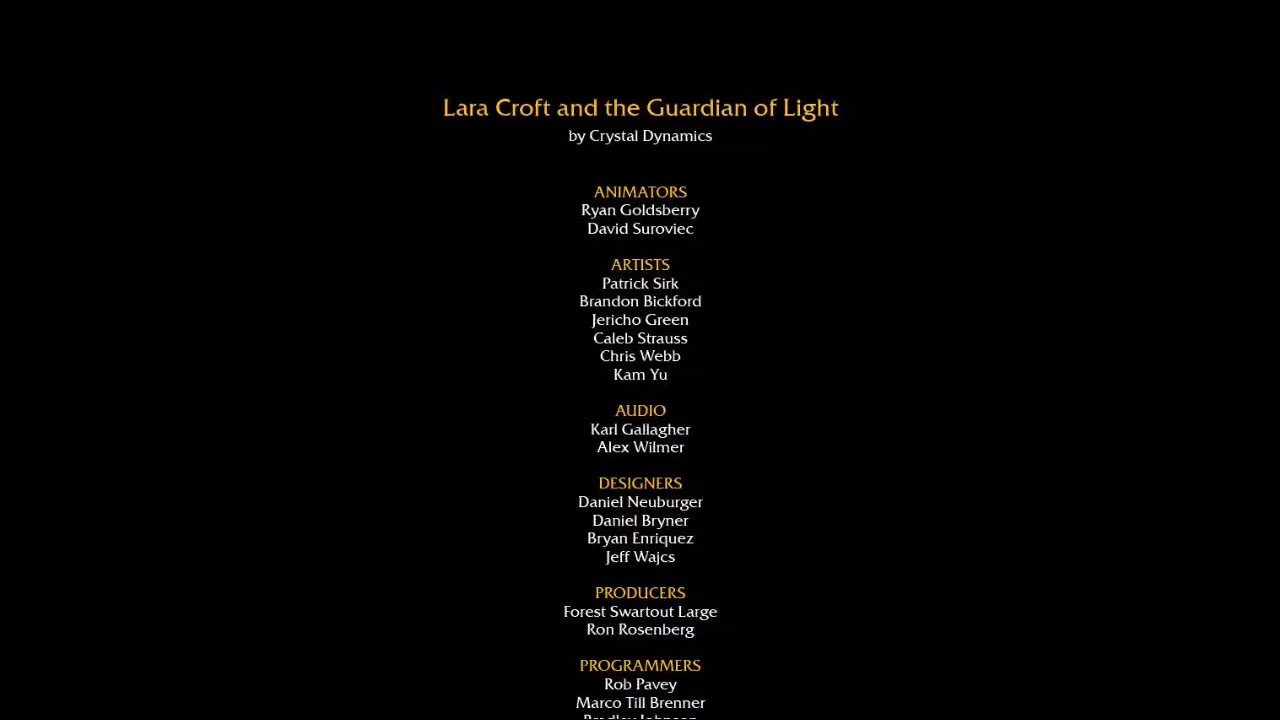 Lara Croft and the Guardian of Light
by Crystal Dynamics
ANIMATORS
Ryan Goldsberry
David Suroviec
ARTISTS
Patrick Sirk
Brandon Bickford
Jericho Green
Caleb Strauss
Chris Webb
Kam Yu
AUDIO
Karl Gallagher
Alex Wilmer
DESIGNERS
Daniel Neuburger
Daniel Bryner
Bryan Enriquez
Jeff Wajcs
PRODUCERS
Forest Swartout Large
Ron Rosenberg
PROGRAMMERS
Rob Pavey
Marco Till Brenner
Bradley Johnson